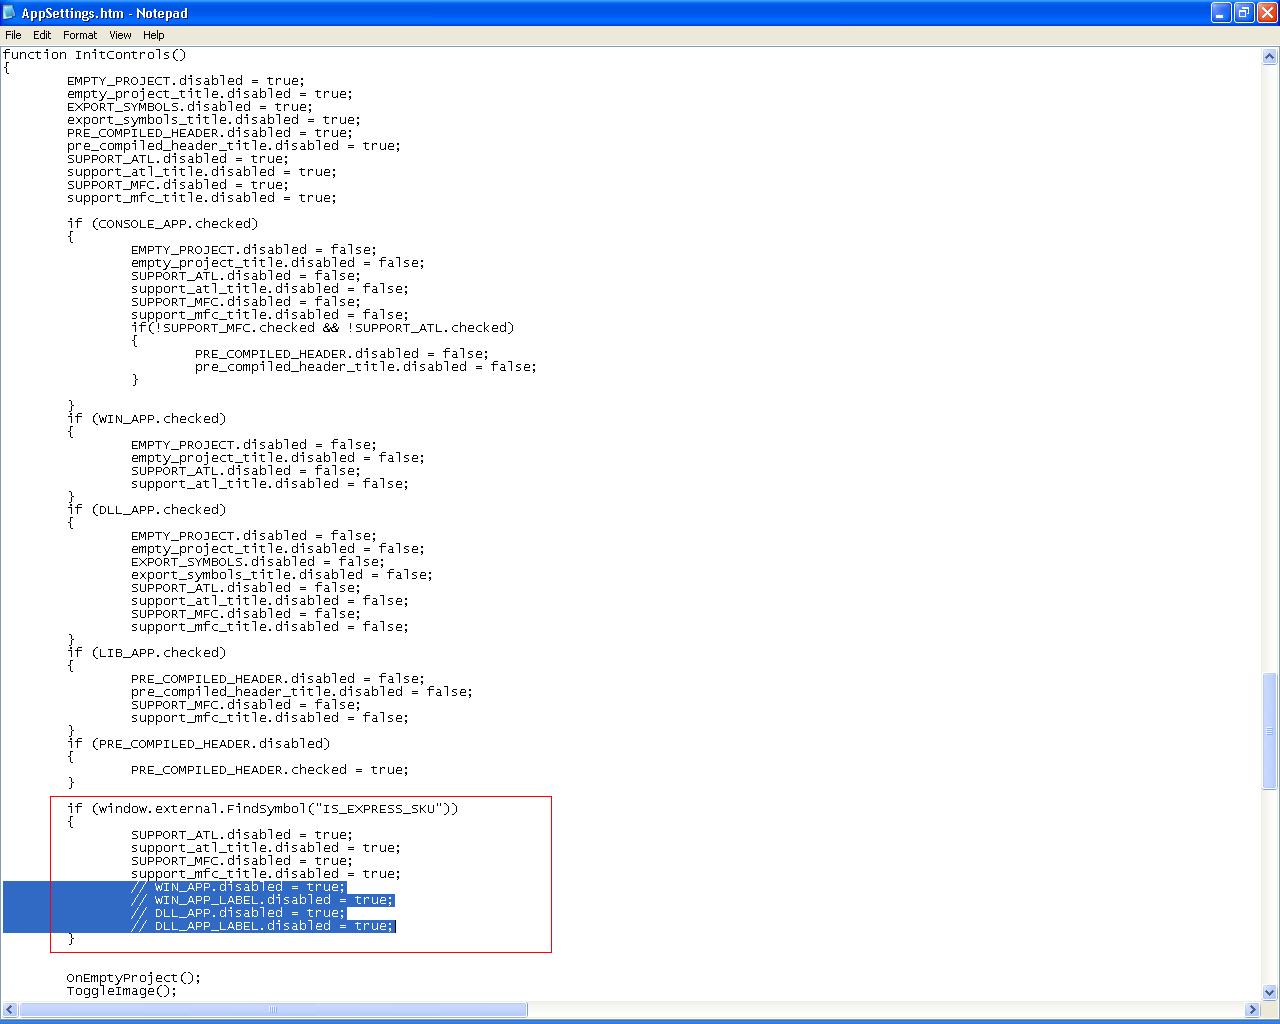 AppSettings.htm - Notepad
File Edit Format View Help
function InitControls()
{
EMPTY_PROJECT.disabled = true;
empty_project_title.disabled = true;
EXPORT_SYMBOLS.disabled = true;
export_symbols_title.disabled = true;
PRE_COMPILED_HEADER.disabled = true;
pre_compiled_header_title.disabled = true;
SUPPORT_ATL.disabled = true;
support_atl_title.disabled = true;
SUPPORT_MFC.disabled = true;
support_mfc_title.disabled = true;
if (CONSOLE_APP.checked)
{
EMPTY_PROJECT.disabled = false;
empty_project_title.disabled = false;
SUPPORT_ATL.disabled = false;
support_atl_title.disabled = false;
SUPPORT_MFC.disabled = false;
support_mfc_title.disabled = false;
if(!SUPPORT_MFC.checked && !SUPPORT_ATL.checked)
{
PRE_COMPILED_HEADER.disabled = false;
pre_compiled_header_title.disabled = false;
}
}
if (WIN_APP.checked)
{
EMPTY_PROJECT.disabled = false;
empty_project_title.disabled = false;
SUPPORT_ATL.disabled = false;
support_atl_title.disabled = false;
}
if (DLL_APP.checked)
{
EMPTY_PROJECT.disabled = false;
empty_project_title.disabled = false;
EXPORT_SYMBOLS.disabled = false;
export_symbols_title.disabled = false;
SUPPORT_ATL.disabled = false;
support_atl_title.disabled = false;
SUPPORT_MFC.disabled = false;
support_mfc_title.disabled = false;
}
if (LIB_APP.checked)
{
PRE_COMPILED_HEADER.disabled = false;
pre_compiled_header_title.disabled = false;
SUPPORT_MFC.disabled = false;
support_mfc_title.disabled = false;
}
if (PRE_COMPILED_HEADER.disabled)
{
PRE_COMPILED_HEADER.checked = true;
}
if (window.external.FindSymbol("IS_EXPRESS_SKU"))
{
SUPPORT_ATL.disabled = true;
support_atl_title.disabled = true;
SUPPORT_MFC.disabled = true;
support_mfc_title.disabled = true;
// WIN_APP.disabled = true;
// WIN_APP_LABEL.disabled = true;
// DLL_APP.disabled = true;
// DLL_APP_LABEL.disabled = true;
}
OnEmptyProject();
ToggleImage();